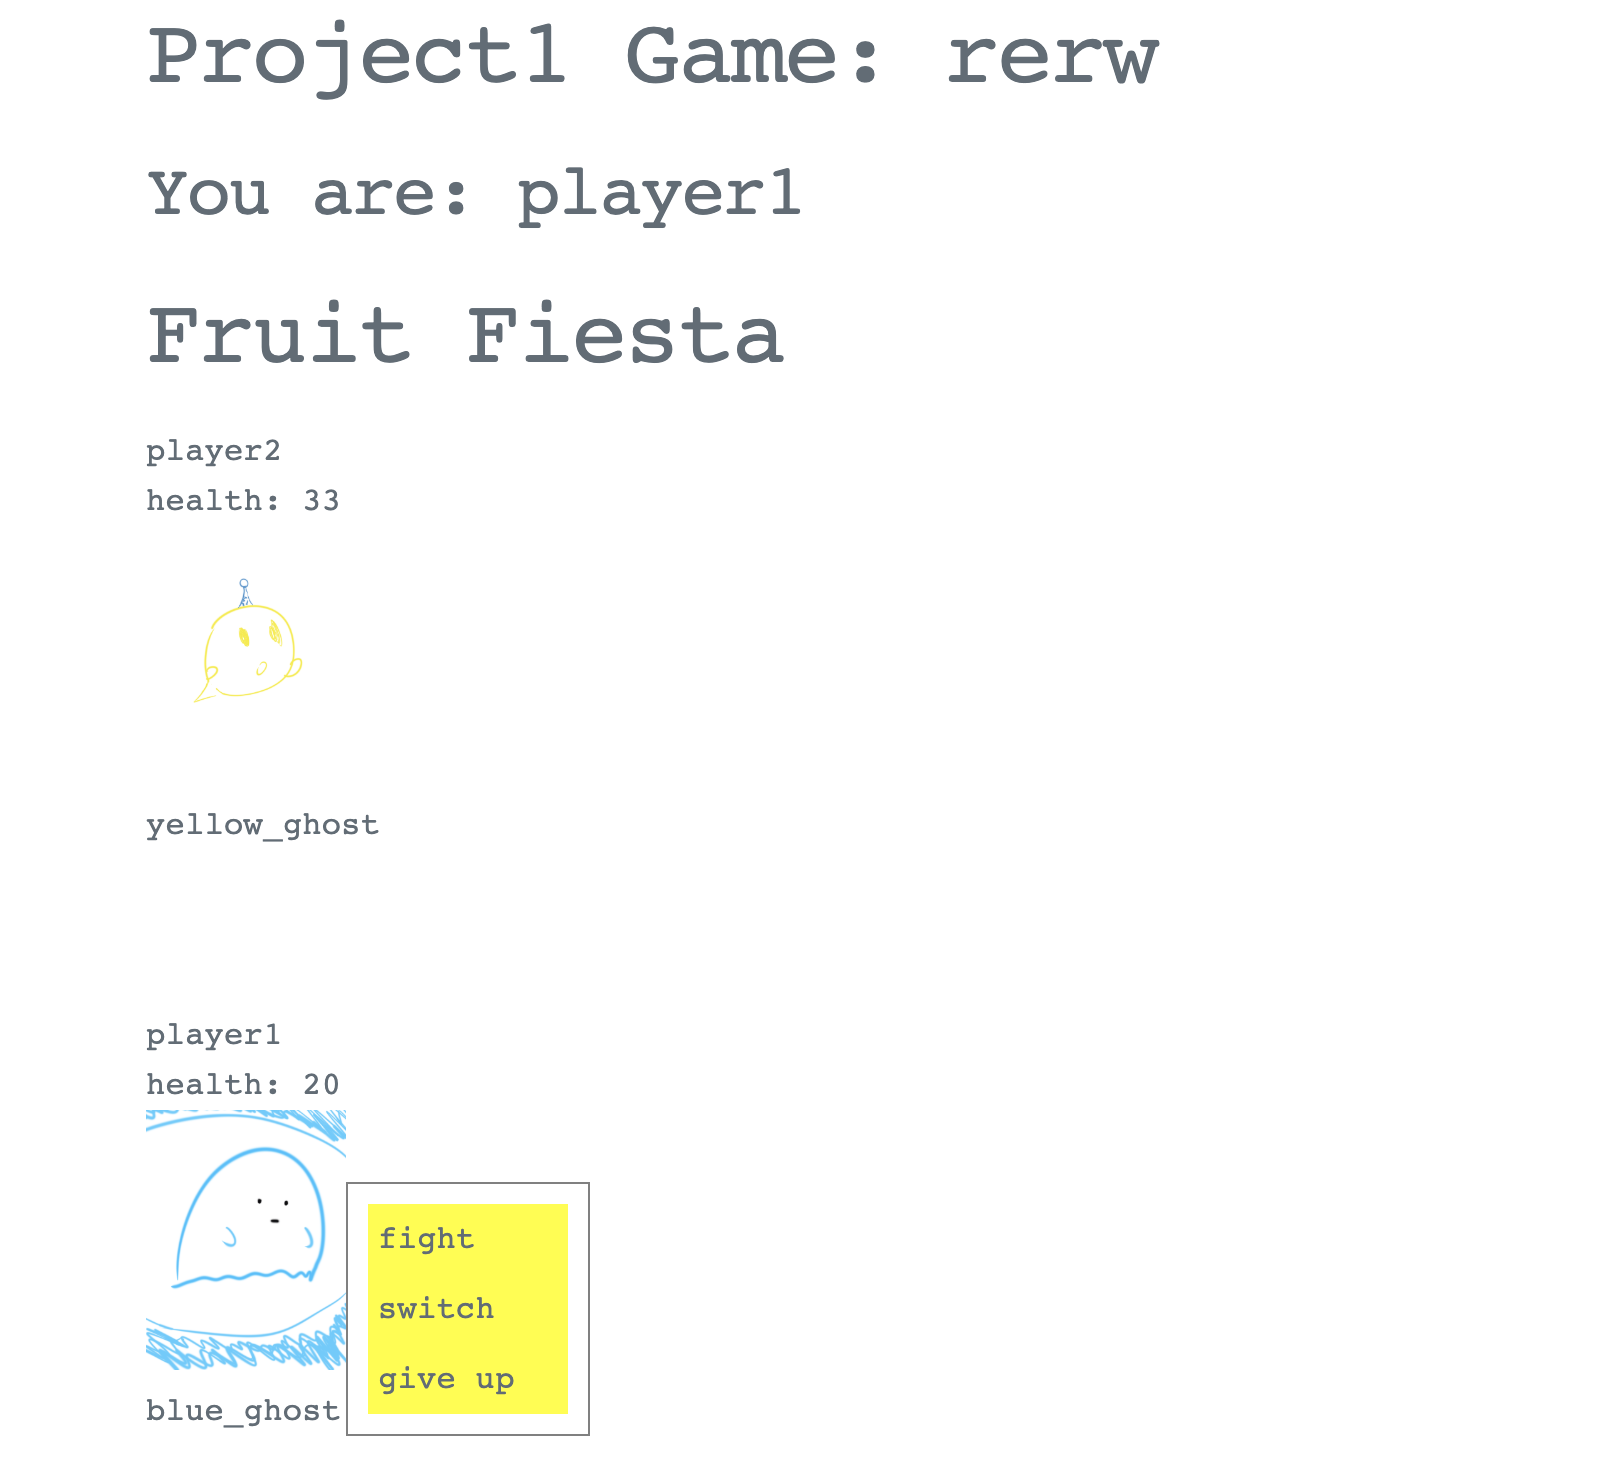 Project1 Game: rerw
You are: player1
Fruit Fiesta
player2
health: 33
yellow_ghost
player1
health: 20
fight
switch
give up
blue_ghost